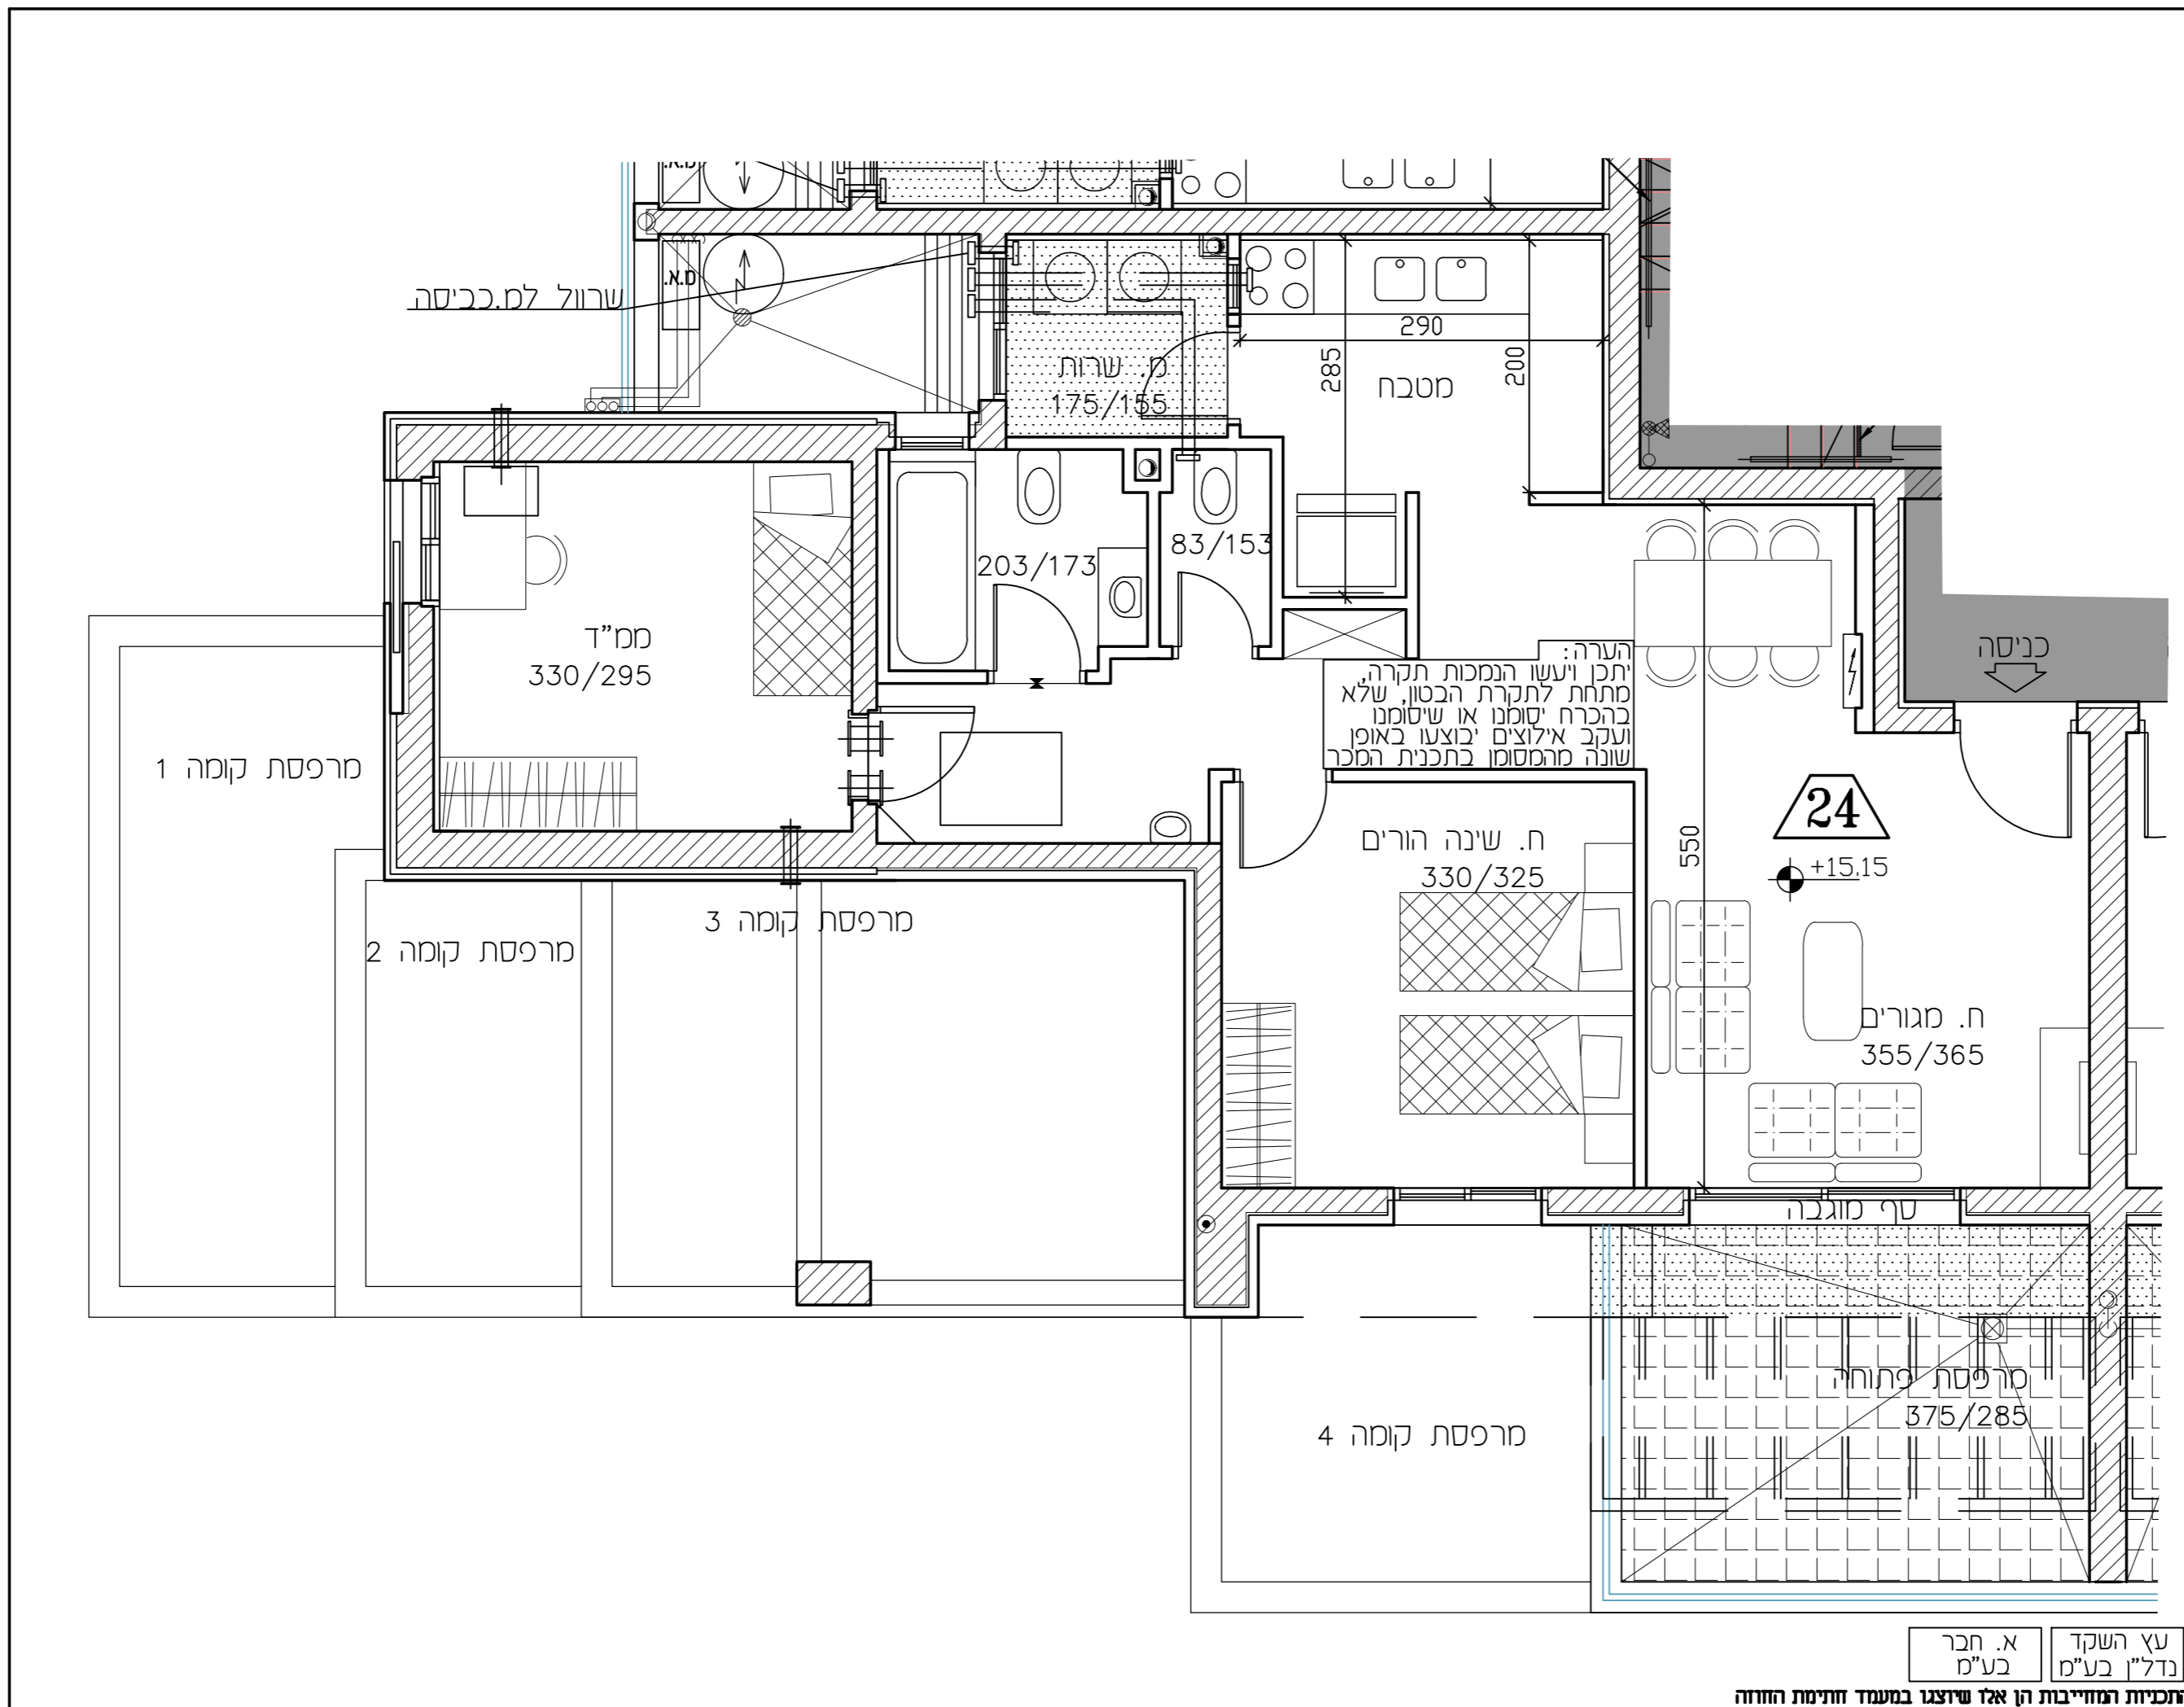 מ.א.
מ.א.
שרוול למ.כביסה
מ. שרות
175/155
290
285
200
מטבח
203/173
83/153
ממ"ד
330/295
הערה:
יתכן ויעשו הנמכות תקרה,
מתחת לתקרת הבטון, שלא
בהכרח יסומנו או שיסומנו
ועקב אילוצים יבוצעו באופן
שונה מהמסומן בתכנית המכר
כניסה
24
+15.15
550
ח. שינה הורים
330/325
ח. מגורים
355/365
מרפסת קומה 1
מרפסת קומה 2
מרפסת קומה 3
סף מוגבה
מרפסת פתוחה
375/285
מרפסת קומה 4
עץ השקד
נדל"ן בע"מ
א. חבר
בע"מ
התכניות המחייבות הן אלו שיוצגו במעמד חתימת החוזה